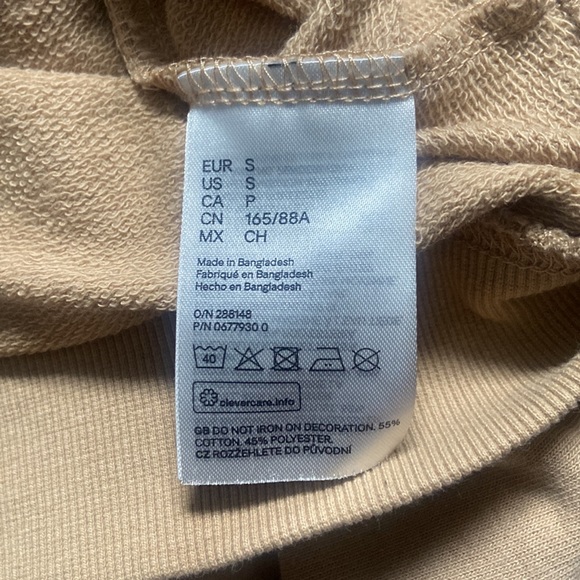 EUR S
US S
CA P
CN 165/88A
MX CH
Made in Bangladesh
Fabriqué en Bangladesh
Hecho en Bangladesh
O/N 288148
P/N 0677930 0
40
clevercare.info
GB DO NOT IRON ON DECORATION. 55%
COTTON. 45% POLYESTER.
CZ ROZŽEHLETE DO PŮVODNÍ